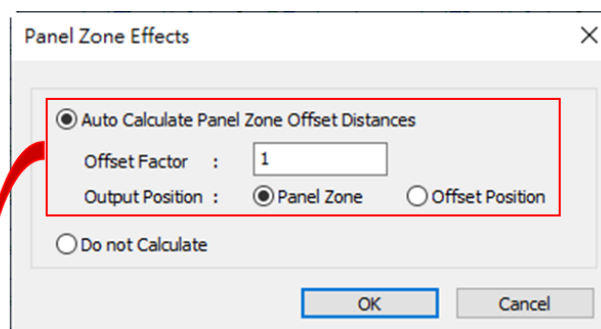 Panel Zone Effects
Auto Calculate Panel Zone Offset Distances
Offset Factor : 1
Output Position : Panel Zone Offset Position
Do not Calculate
OK Cancel